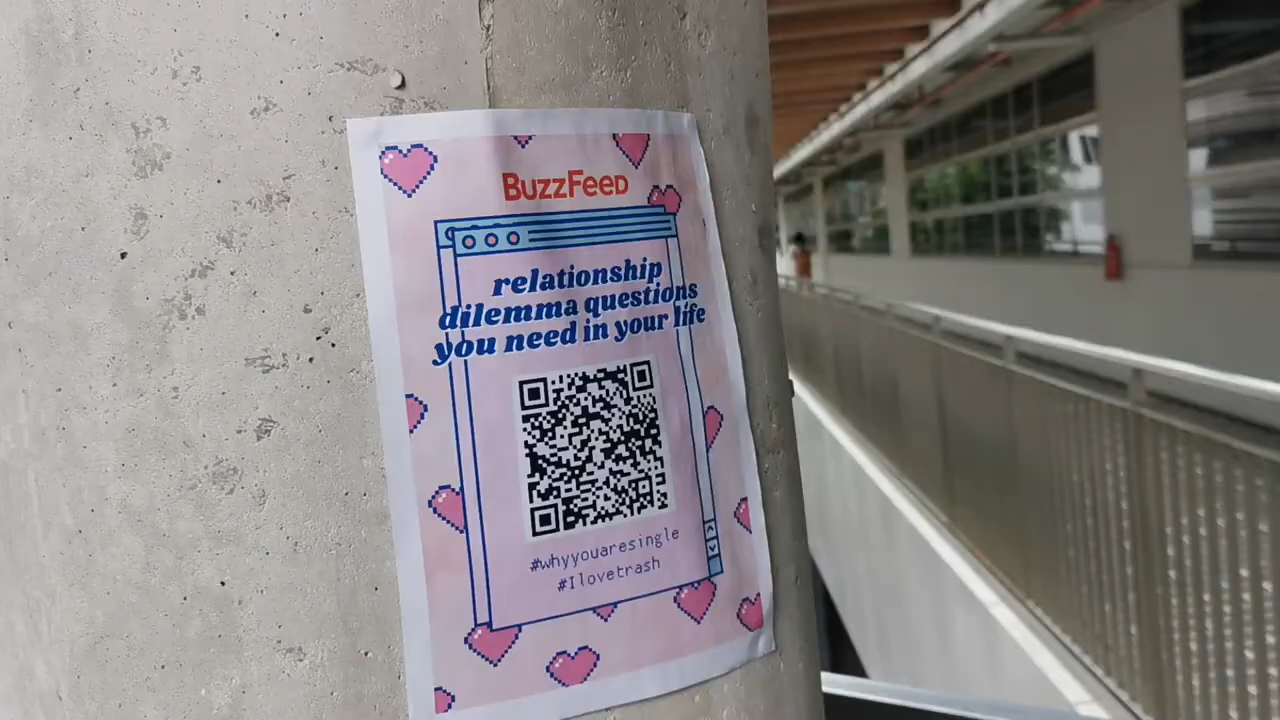 BuzzFeed
relationship
dilemma questions
you need in your life
#whyyouaresingle
#Ilovetrash